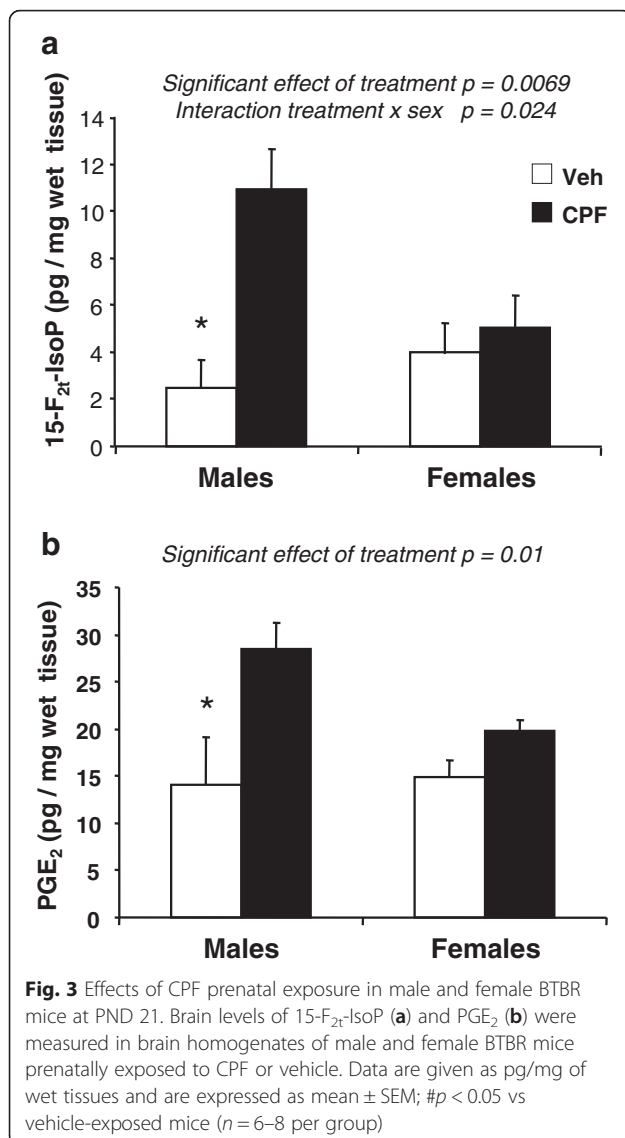 a
Significant effect of treatment p = 0.0069
Interaction treatment x sex p = 0.024
15-F2t-IsoP (pg / mg wet tissue)
14
12
10
8
6
4
2
0
Veh
CPF
*
Males
Females
b
Significant effect of treatment p = 0.01
PGE2 (pg / mg wet tissue)
35
30
25
20
15
10
5
0
*
Males
Females
Fig. 3 Effects of CPF prenatal exposure in male and female BTBR
mice at PND 21. Brain levels of 15-F2t-IsoP (a) and PGE2 (b) were
measured in brain homogenates of male and female BTBR mice
prenatally exposed to CPF or vehicle. Data are given as pg/mg of
wet tissues and are expressed as mean ± SEM; #p < 0.05 vs
vehicle-exposed mice (n = 6–8 per group)